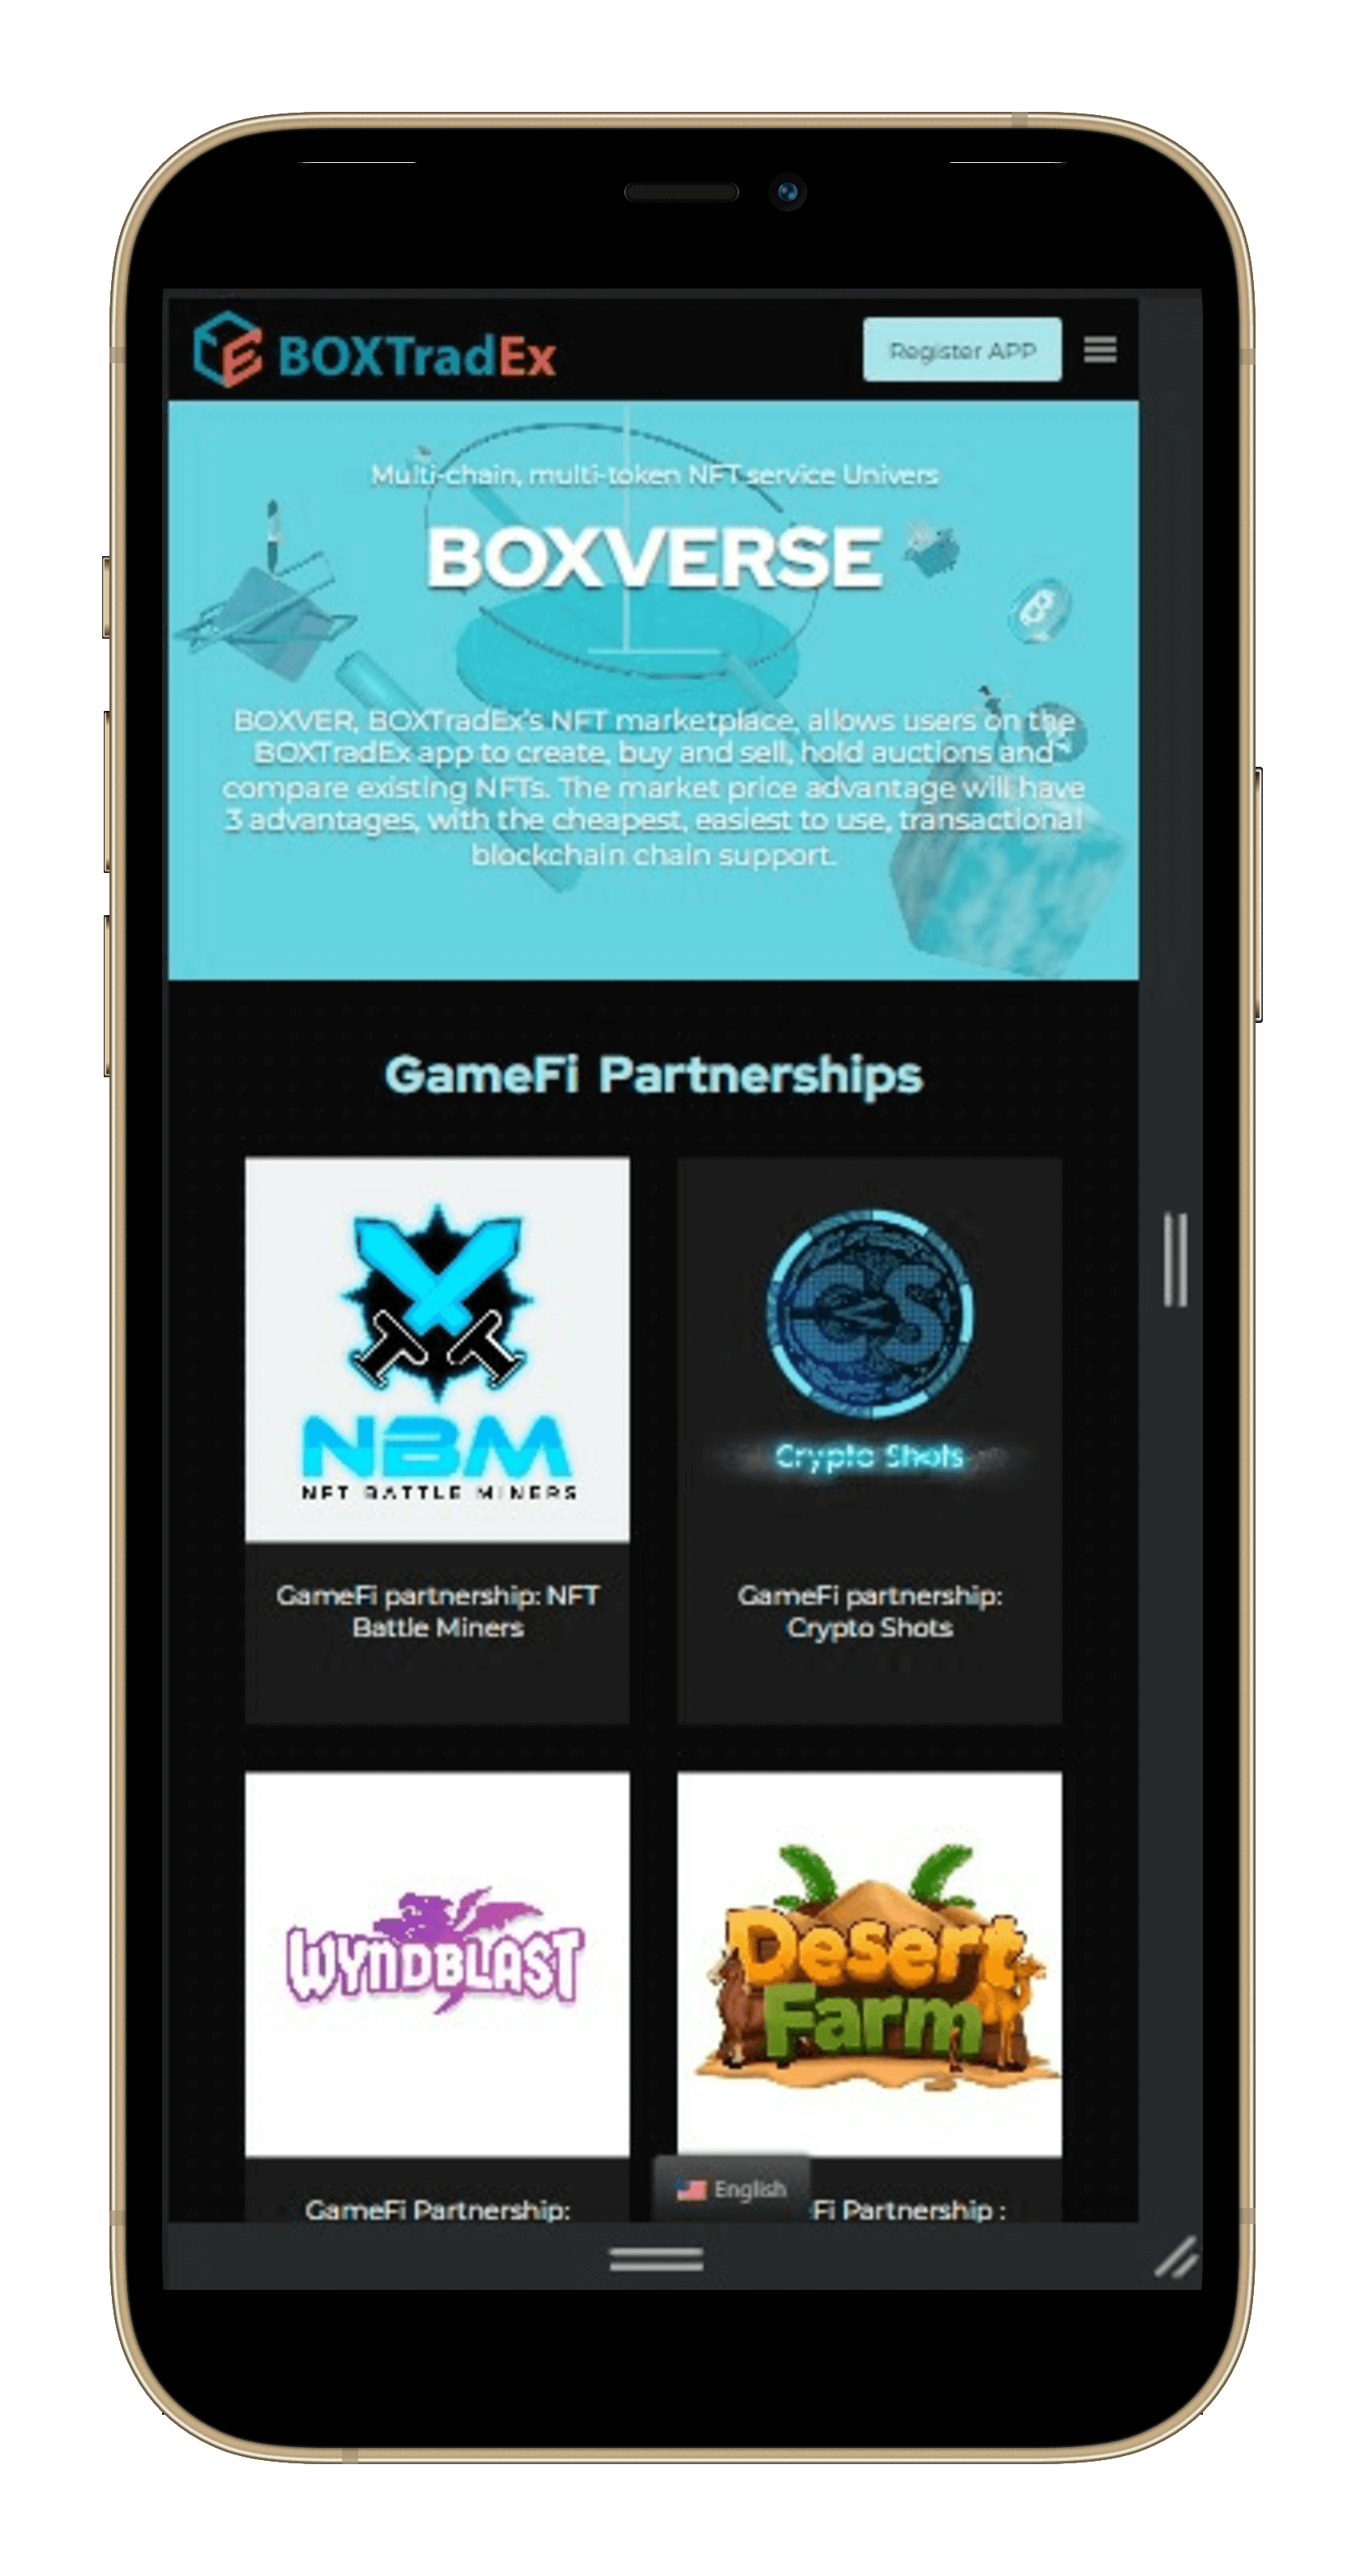 BOXTradEx
Register APP
Multi-chain, multi-token NFT service Univers
BOXVERSE
BOXVER, BOXTradEx's NFT marketplace, allows users on the
BOXTradEx app to create, buy and sell, hold auctions and
compare existing NFTs. The market price advantage will have
3 advantages, with the cheapest, easiest to use, transactional
blockchain chain support.
GameFi Partnerships
NBM
NFT BATTLE MINERS
CS
Crypto Shots
GameFi partnership: NFT
Battle Miners
GameFi partnership:
Crypto Shots
WYNDBLAST
Desert
Farm
GameFi Partnership:
English
Fi Partnership :